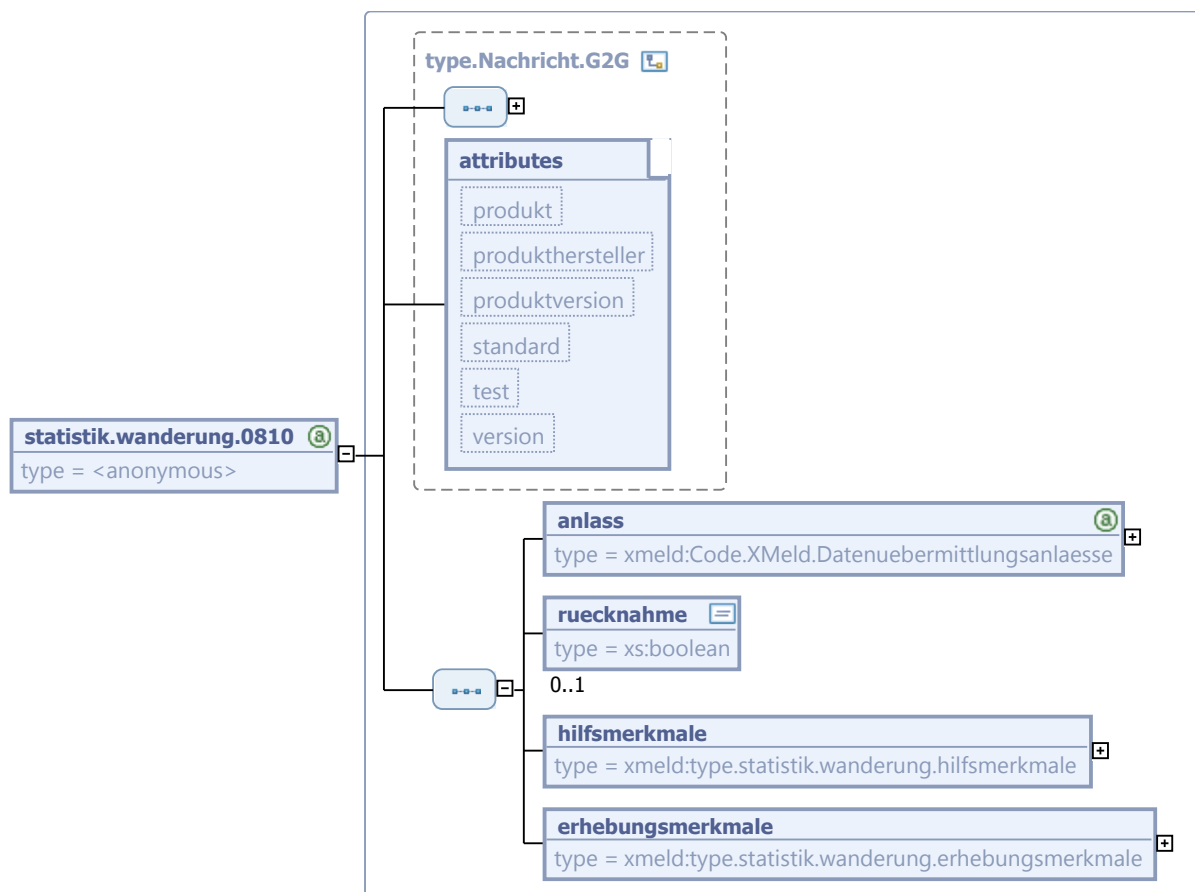 type.Nachricht.G2G
attributes
produkt
produkthersteller
produktversion
standard
test
version
statistik.wanderung.0810
type = <anonymous>
anlass
type = xmeld:Code.XMeld.Datenuebermittlungsanlaesse
ruecknahme
type = xs:boolean
0..1
hilfsmerkmale
type = xmeld:type.statistik.wanderung.hilfsmerkmale
erhebungsmerkmale
type = xmeld:type.statistik.wanderung.erhebungsmerkmale